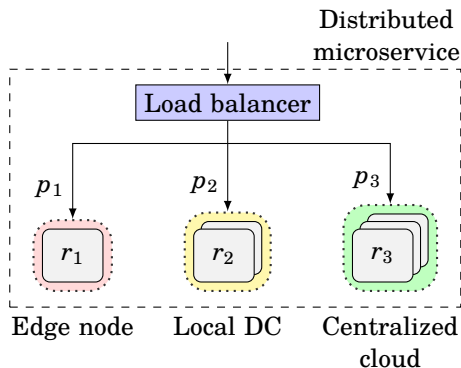 Distributed
microservice
Load balancer
p1 p2 p3
r1 r2 r3
Edge node Local DC Centralized
cloud